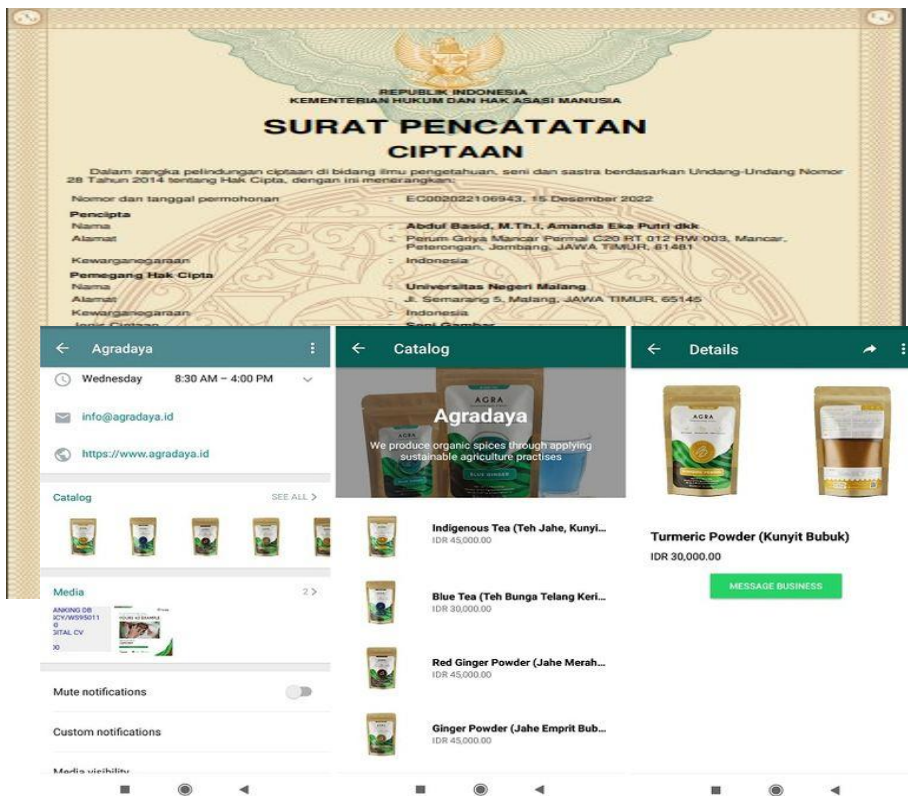 REPUBLIK INDONESIA
KEMENTERIAN HUKUM DAN HAK ASASI MANUSIA
SURAT PENCATATAN
CIPTAAN
Dalam rangka pelindungan ciptaan di bidang ilmu pengetahuan, seni dan sastra berdasarkan Undang-Undang Nomor
28 Tahun 2014 tentang Hak Cipta, dengan ini menerangkan:
Nomor dan tanggal permohonan : EC002022106943, 15 Desember 2022
Pencipta
Nama : Abdul Basid, M.Th.I, Amanda Eka Putri dkk
Alamat : Perum Griya Mancar Permai C20 RT 012 RW 003, Mancar,
Peterongan, Jombang, JAWA TIMUR, 61481
Kewarganegaraan : Indonesia
Pemegang Hak Cipta
Nama : Universitas Negeri Malang
Alamat : Jl. Semarang 5, Malang, JAWA TIMUR, 65145
Kewarganegaraan : Indonesia
Jenis Ciptaan : Seni Gambar
Agradaya
Wednesday 8:30 AM – 4:00 PM
info@agradaya.id
https://www.agradaya.id
Catalog SEE ALL >
Media 2 >
Mute notifications
Custom notifications
Media visibility
Catalog
AGRA
Agradaya
We produce organic spices through applying
sustainable agriculture practises
BLUE GINGER
Indigenous Tea (Teh Jahe, Kunyi...
IDR 45,000.00
Blue Tea (Teh Bunga Telang Keri...
IDR 30,000.00
Red Ginger Powder (Jahe Merah...
IDR 45,000.00
Ginger Powder (Jahe Emprit Bub...
IDR 45,000.00
Details
AGRA
Turmeric Powder (Kunyit Bubuk)
IDR 30,000.00
MESSAGE BUSINESS